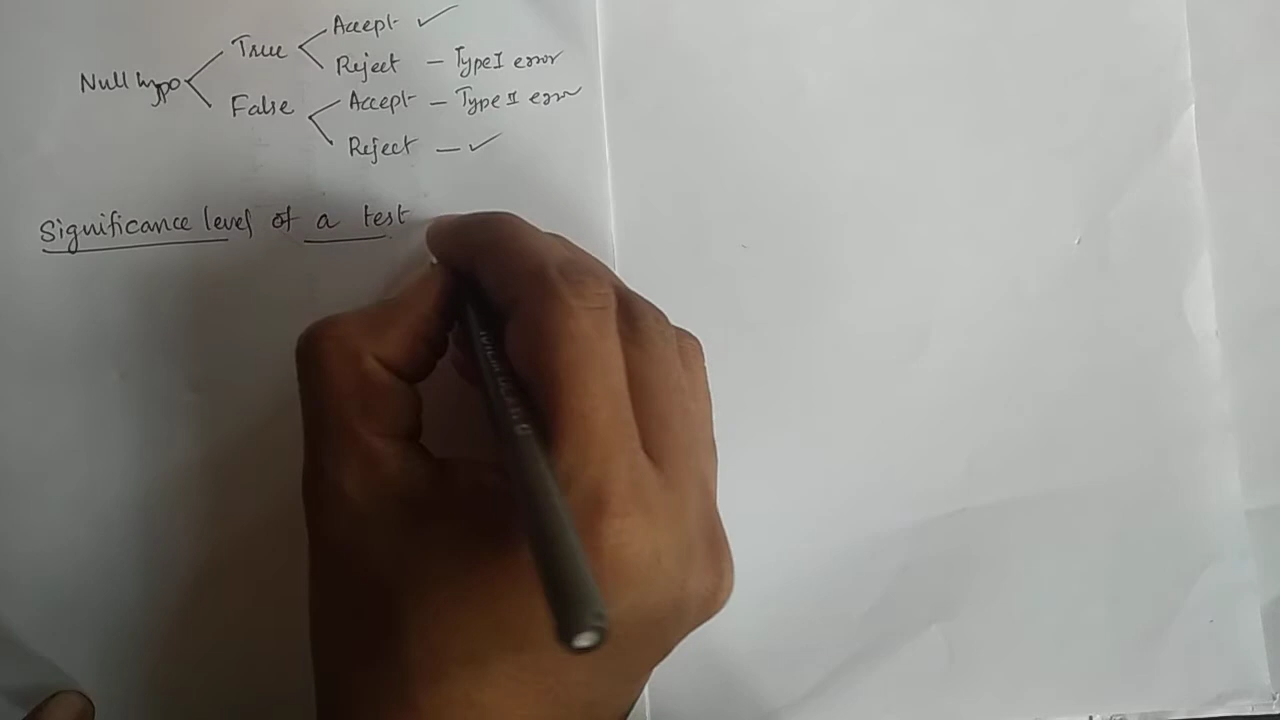 Null hypo
True
Accept ✓
Reject – Type I error
False
Accept – Type II error
Reject – ✓
Significance level of a test